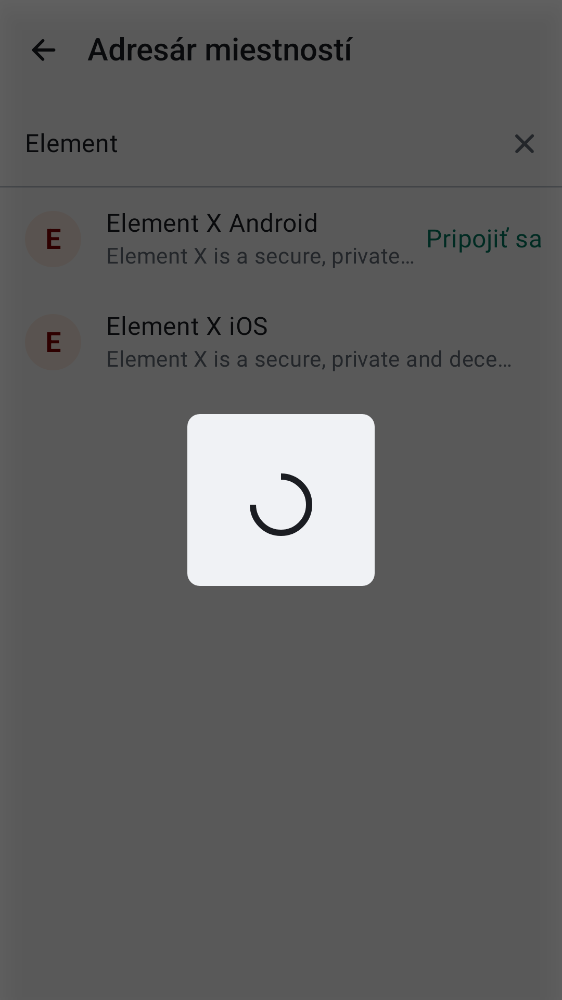 Adresár miestností
Element
E
Element X Android
Element X is a secure, private…
Pripojiť sa
E
Element X iOS
Element X is a secure, private and dece…